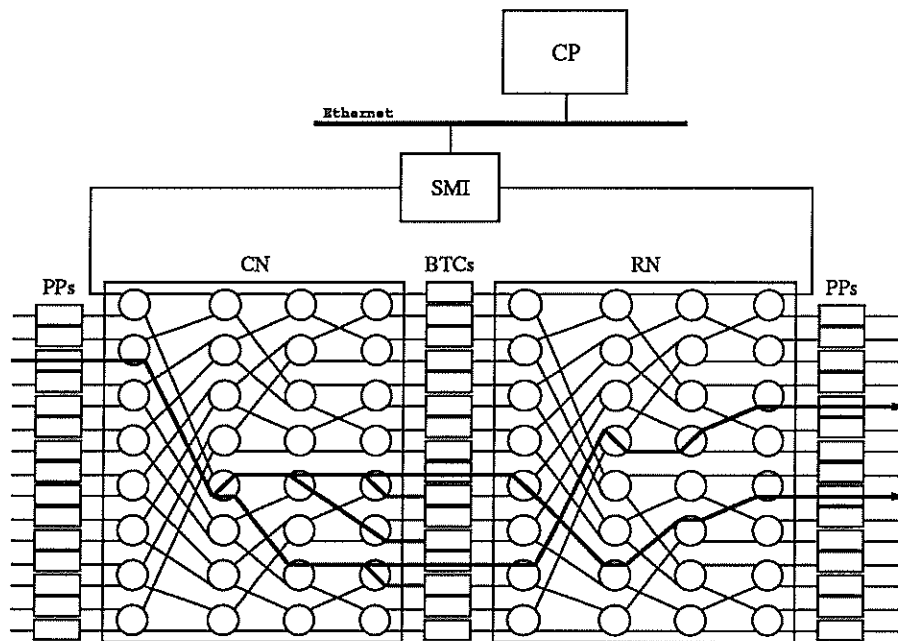 CP
Ethernet
SMI
CN
BTCs
RN
PPs
PPs